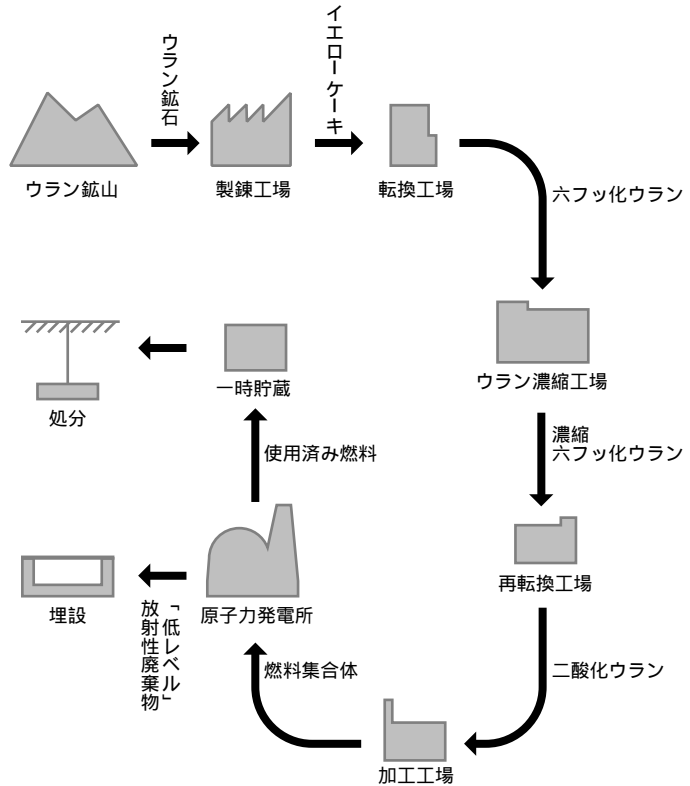 ウラン鉱石
イエローケーキ
ウラン鉱山
製錬工場
転換工場
六フッ化ウラン
ウラン濃縮工場
濃縮
六フッ化ウラン
再転換工場
二酸化ウラン
加工工場
燃料集合体
原子力発電所
使用済み燃料
一時貯蔵
処分
「低レベル」
放射性廃棄物
埋設